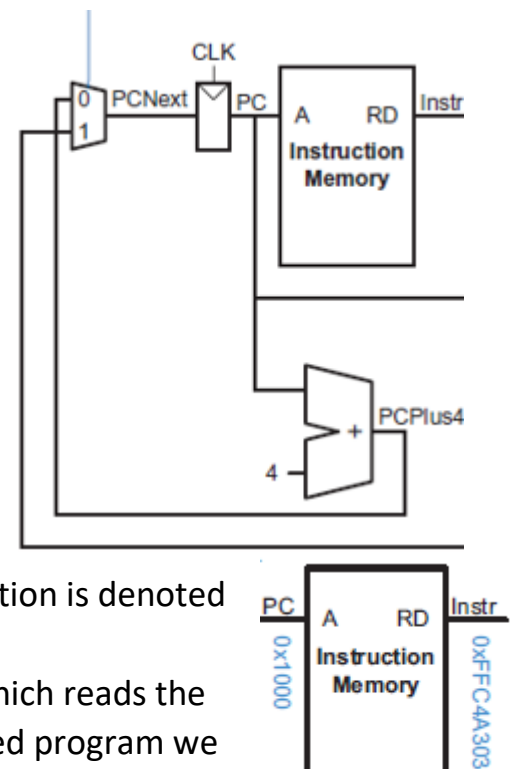 CLK
0 PCNext PC A RD Instr
1
Instruction
Memory
PCPlus4
+
4
tion is denoted
hich reads the
ed program we
PC A RD Instr
Instruction
Memory
0x1000
0xFFC4A303